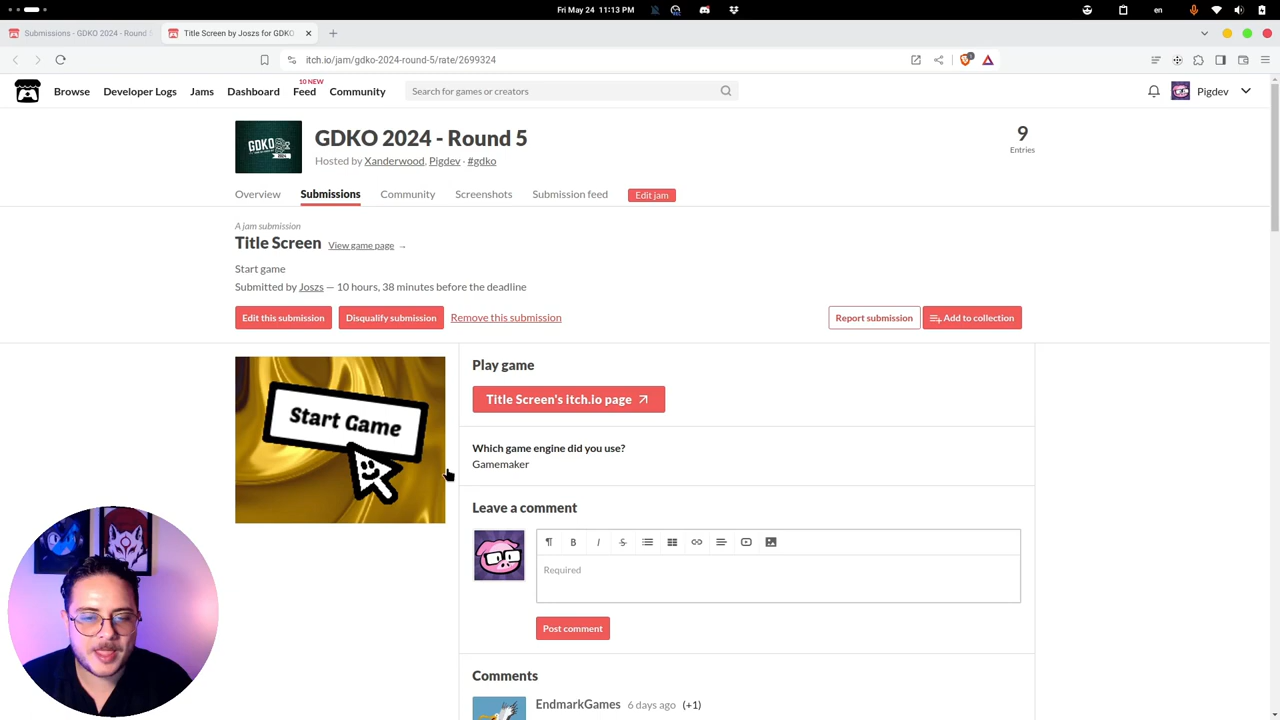 Fri May 24 11:13 PM
en
Submissions - GDKO 2024 - Round 5
Title Screen by Joszs for GDKO
itch.io/jam/gdko-2024-round-5/rate/2699324
1
Browse
Developer Logs
Jams
Dashboard
10 NEW
Feed
Community
Search for games or creators
Pigdev
GDKO
GDKO 2024 - Round 5
Hosted by Xanderwood, Pigdev · #gdko
9
Entries
Overview
Submissions
Community
Screenshots
Submission feed
Edit jam
A jam submission
Title Screen View game page →
Start game
Submitted by Joszs — 10 hours, 38 minutes before the deadline
Edit this submission
Disqualify submission
Remove this submission
Report submission
Add to collection
Start Game
Play game
Title Screen's itch.io page
Which game engine did you use?
Gamemaker
Leave a comment
Required
Post comment
Comments
EndmarkGames 6 days ago (+1)